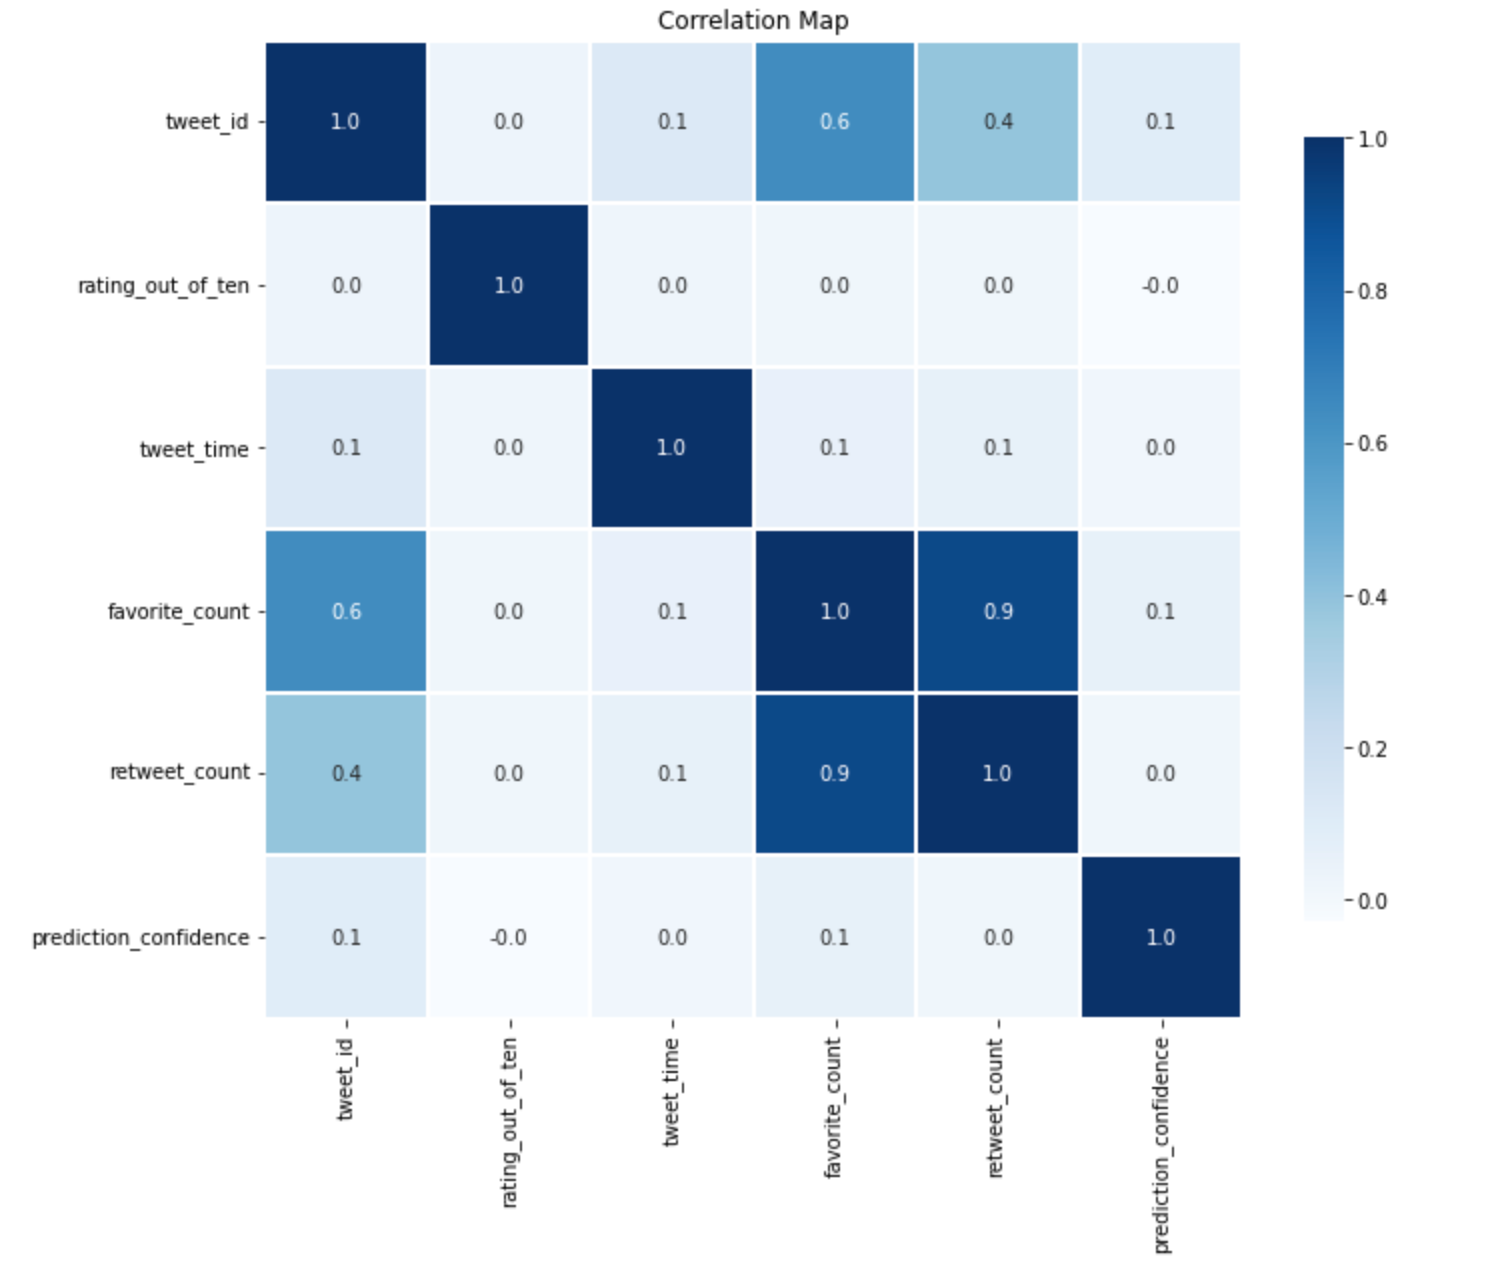 Correlation Map
tweet_id 1.0 0.0 0.1 0.6 0.4 0.1
rating_out_of_ten 0.0 1.0 0.0 0.0 0.0 -0.0
tweet_time 0.1 0.0 1.0 0.1 0.1 0.0
favorite_count 0.6 0.0 0.1 1.0 0.9 0.1
retweet_count 0.4 0.0 0.1 0.9 1.0 0.0
prediction_confidence 0.1 -0.0 0.0 0.1 0.0 1.0
tweet_id
rating_out_of_ten
tweet_time
favorite_count
retweet_count
prediction_confidence
1.0
0.8
0.6
0.4
0.2
0.0